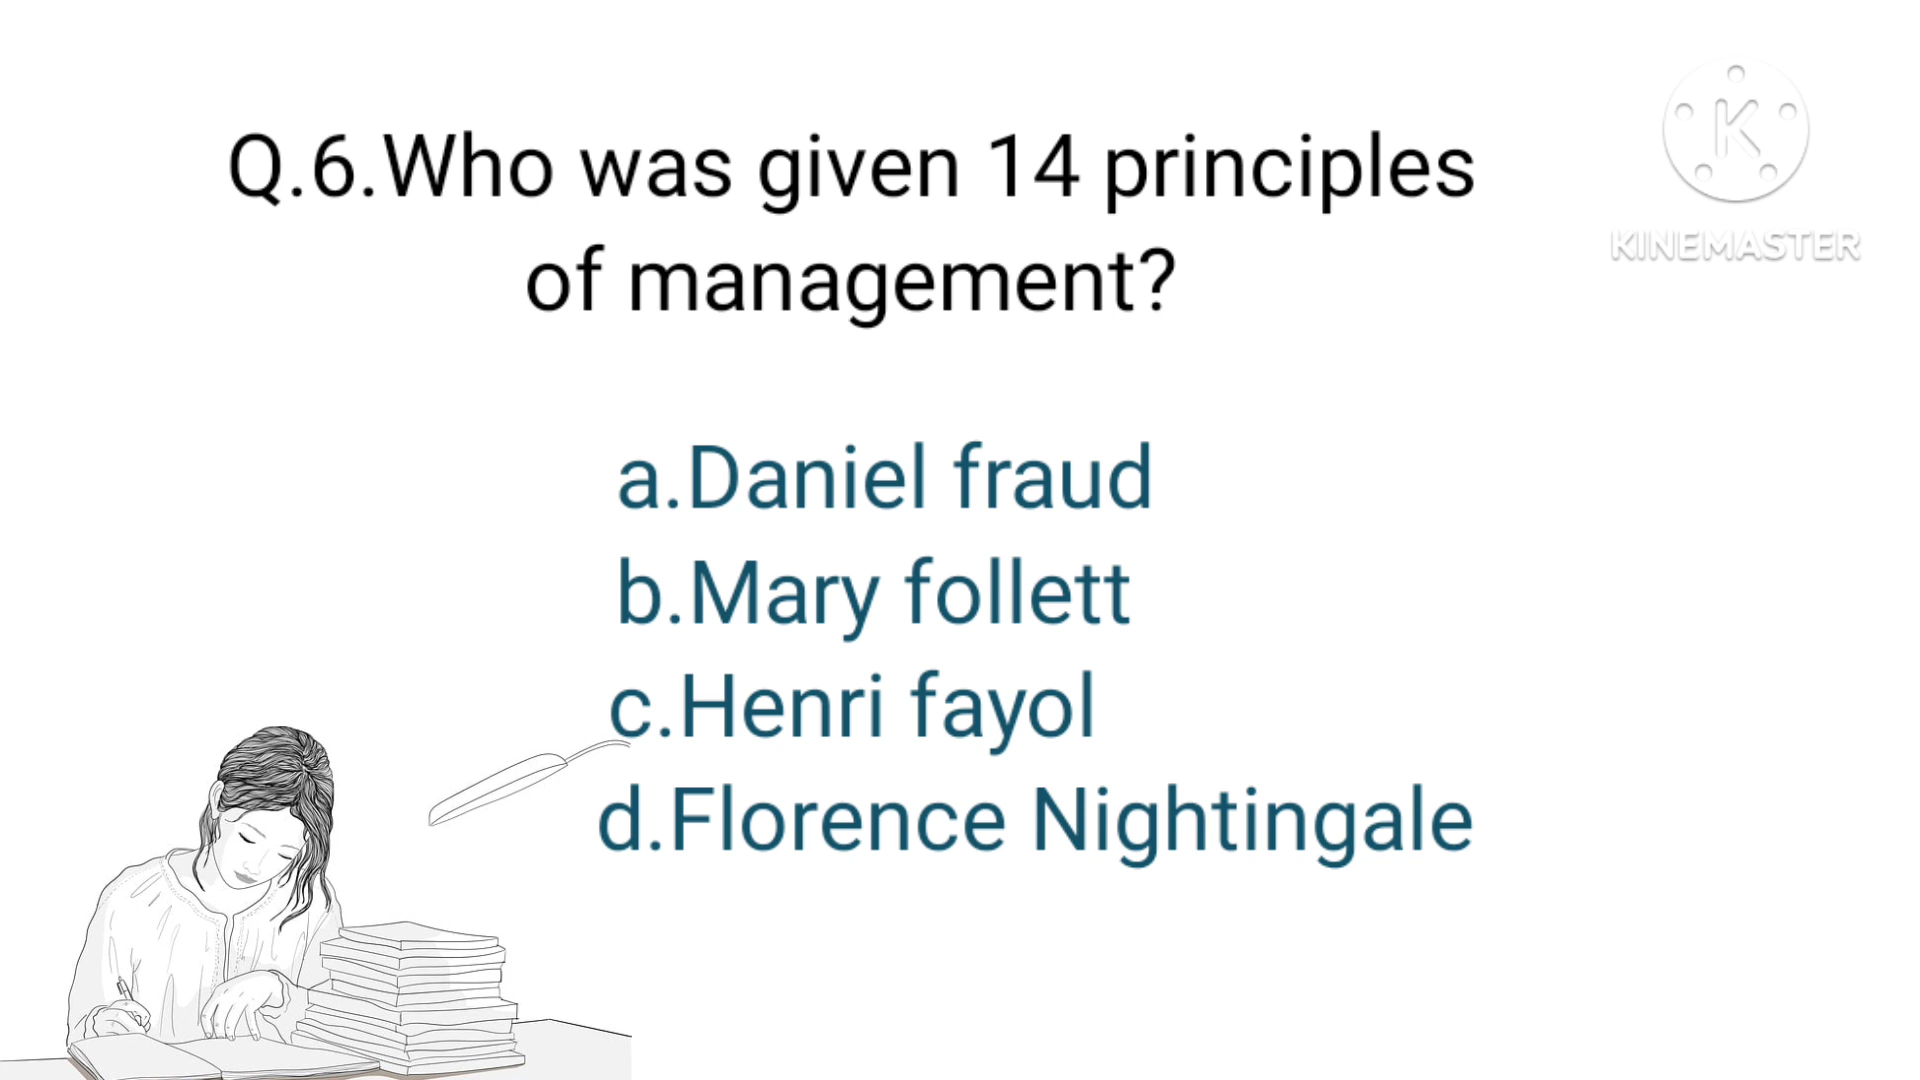 Q.6.Who was given 14 principles
of management?
K
KINEMASTER
a.Daniel fraud
b.Mary follett
c.Henri fayol
d.Florence Nightingale